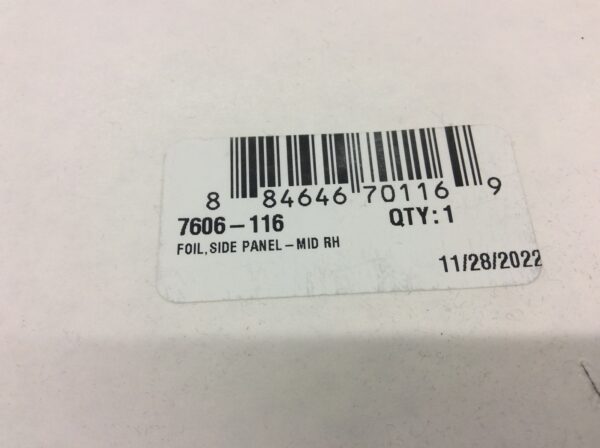 8 84646 70116 9
7606-116 QTY:1
FOIL,SIDE PANEL-MID RH
11/28/2022